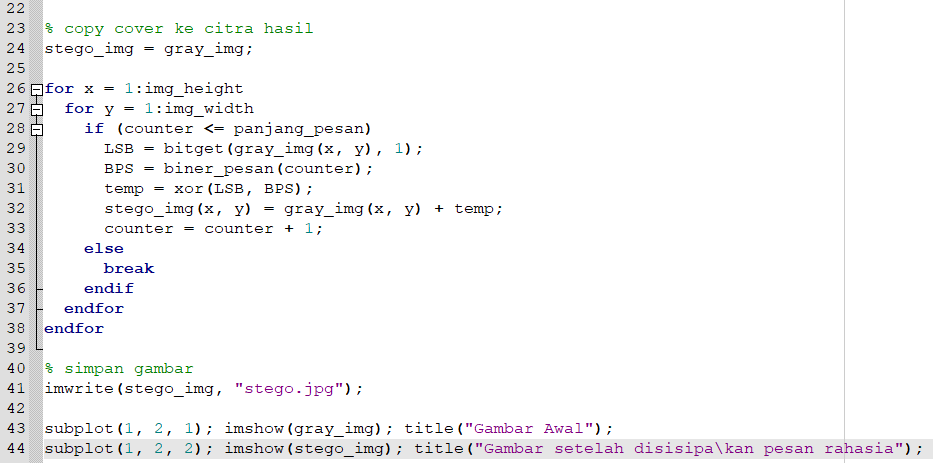 22
23 % copy cover ke citra hasil
24 stego_img = gray_img;
25
26 for x = 1:img_height
27   for y = 1:img_width
28     if (counter <= panjang_pesan)
29       LSB = bitget(gray_img(x, y), 1);
30       BPS = biner_pesan(counter);
31       temp = xor(LSB, BPS);
32       stego_img(x, y) = gray_img(x, y) + temp;
33       counter = counter + 1;
34     else
35       break
36     endif
37   endfor
38 endfor
39
40 % simpan gambar
41 imwrite(stego_img, "stego.jpg");
42
43 subplot(1, 2, 1); imshow(gray_img); title("Gambar Awal");
44 subplot(1, 2, 2); imshow(stego_img); title("Gambar setelah disisipa\kan pesan rahasia");